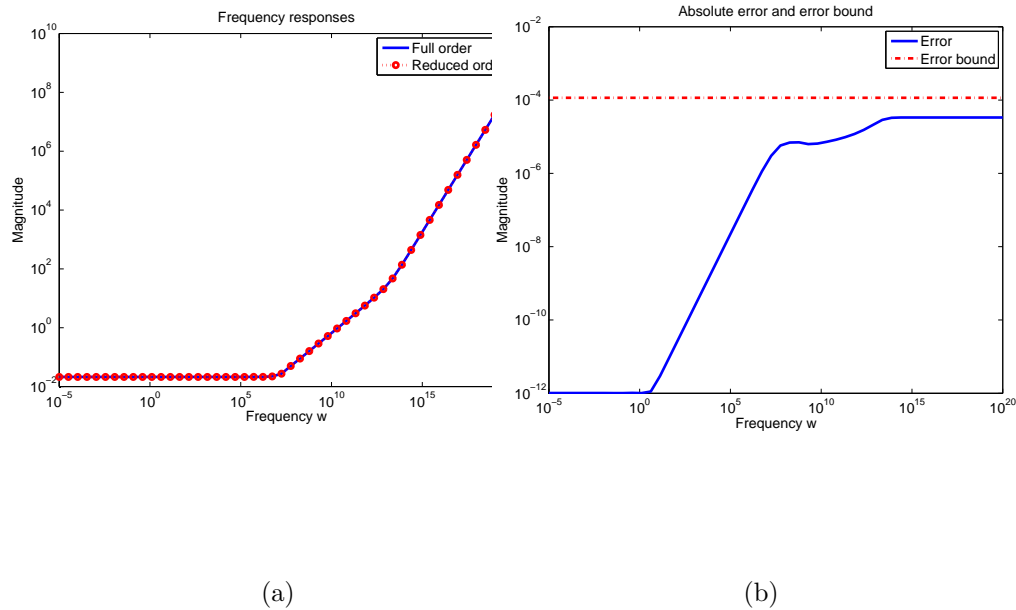 Frequency responses
10^10
10^8
10^6
10^4
10^2
10^0
10^-2
Magnitude
Full order
Reduced ord
10^-5
10^0
10^5
10^10
10^15
Frequency w
(a)
Absolute error and error bound
10^-2
10^-4
10^-6
10^-8
10^-10
10^-12
Magnitude
Error
Error bound
10^-5
10^0
10^5
10^10
10^15
10^20
Frequency w
(b)